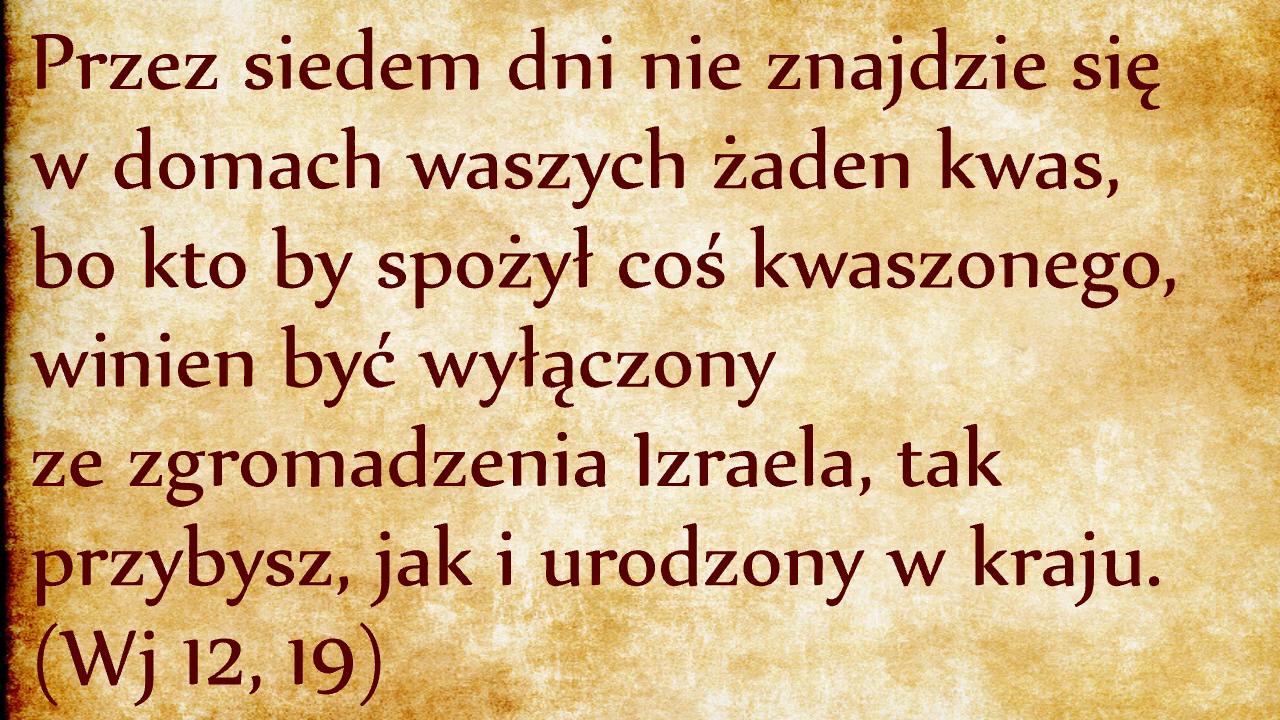 Przez siedem dni nie znajdzie się
w domach waszych żaden kwas,
bo kto by spożył coś kwaszonego,
winien być wyłączony
ze zgromadzenia Izraela, tak
przybysz, jak i urodzony w kraju.
(Wj 12, 19)